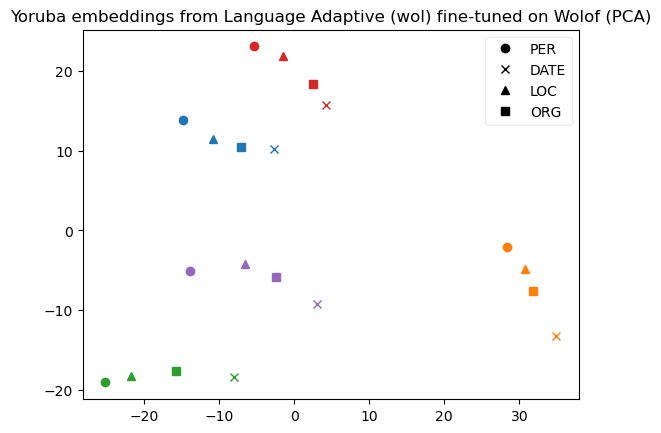 Yoruba embeddings from Language Adaptive (wol) fine-tuned on Wolof (PCA)
PER
DATE
LOC
ORG
20
10
0
−10
−20
−20
−10
0
10
20
30